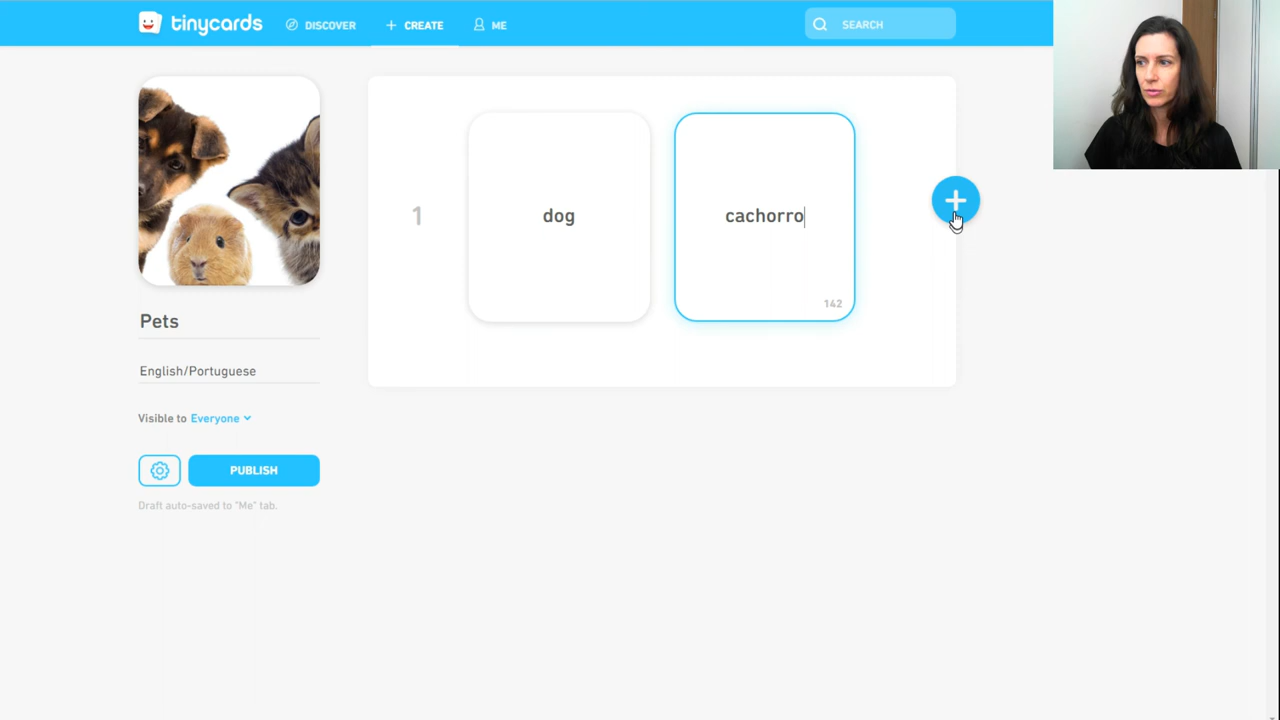 tinycards
DISCOVER
CREATE
ME
SEARCH
1
dog
cachorro
142
Pets
English/Portuguese
Visible to Everyone
PUBLISH
Draft auto-saved to "Me" tab.